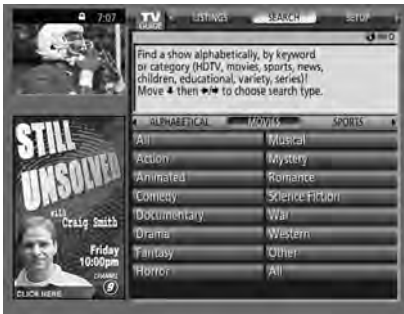 7:07
TV GUIDE
LISTINGS
SEARCH
SETUP
Find a show alphabetically, by keyword
or category (HDTV, movies, sports, news,
children, educational, variety, series)!
Move ⬇ then ⬅/➡ to choose search type.
ALPHABETICAL
MOVIES
SPORTS
All
Musical
Action
Mystery
Animated
Romance
Comedy
Science Fiction
Documentary
War
Drama
Western
Fantasy
Other
Horror
All
STILL
UNSOLVED
with
Craig Smith
Friday
10:00pm
CHANNEL
9
CLICK HERE